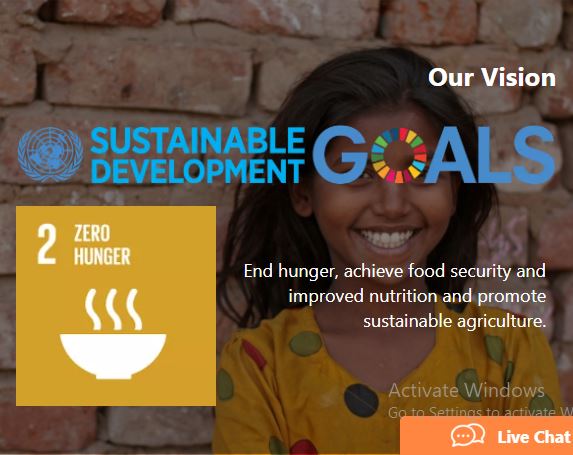 Our Vision
SUSTAINABLE
DEVELOPMENT
GOALS
2 ZERO
HUNGER
End hunger, achieve food security and
improved nutrition and promote
sustainable agriculture.
Activate Windows
Go to Settings to activate W
Live Chat